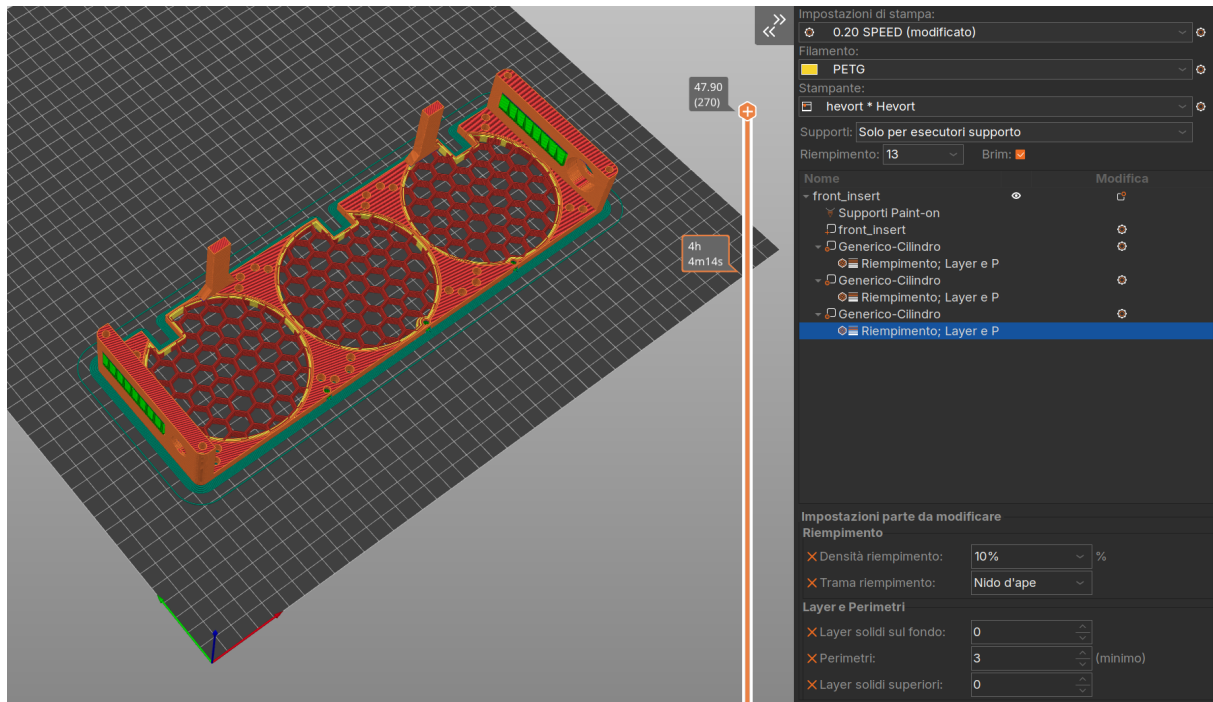 Impostazioni di stampa:
0.20 SPEED (modificato)
Filamento:
PETG
Stampante:
hevort * Hevort
Supporti: Solo per esecutori supporto
Riempimento: 13 Brim:
Nome Modifica
front_insert
Supporti Paint-on
front_insert
Generico-Cilindro
Riempimento; Layer e P
Generico-Cilindro
Riempimento; Layer e P
Generico-Cilindro
Riempimento; Layer e P
Impostazioni parte da modificare
Riempimento
Densità riempimento: 10% %
Trama riempimento: Nido d'ape
Layer e Perimetri
Layer solidi sul fondo: 0
Perimetri: 3 (minimo)
Layer solidi superiori: 0
47.90
(270)
4h
4m14s